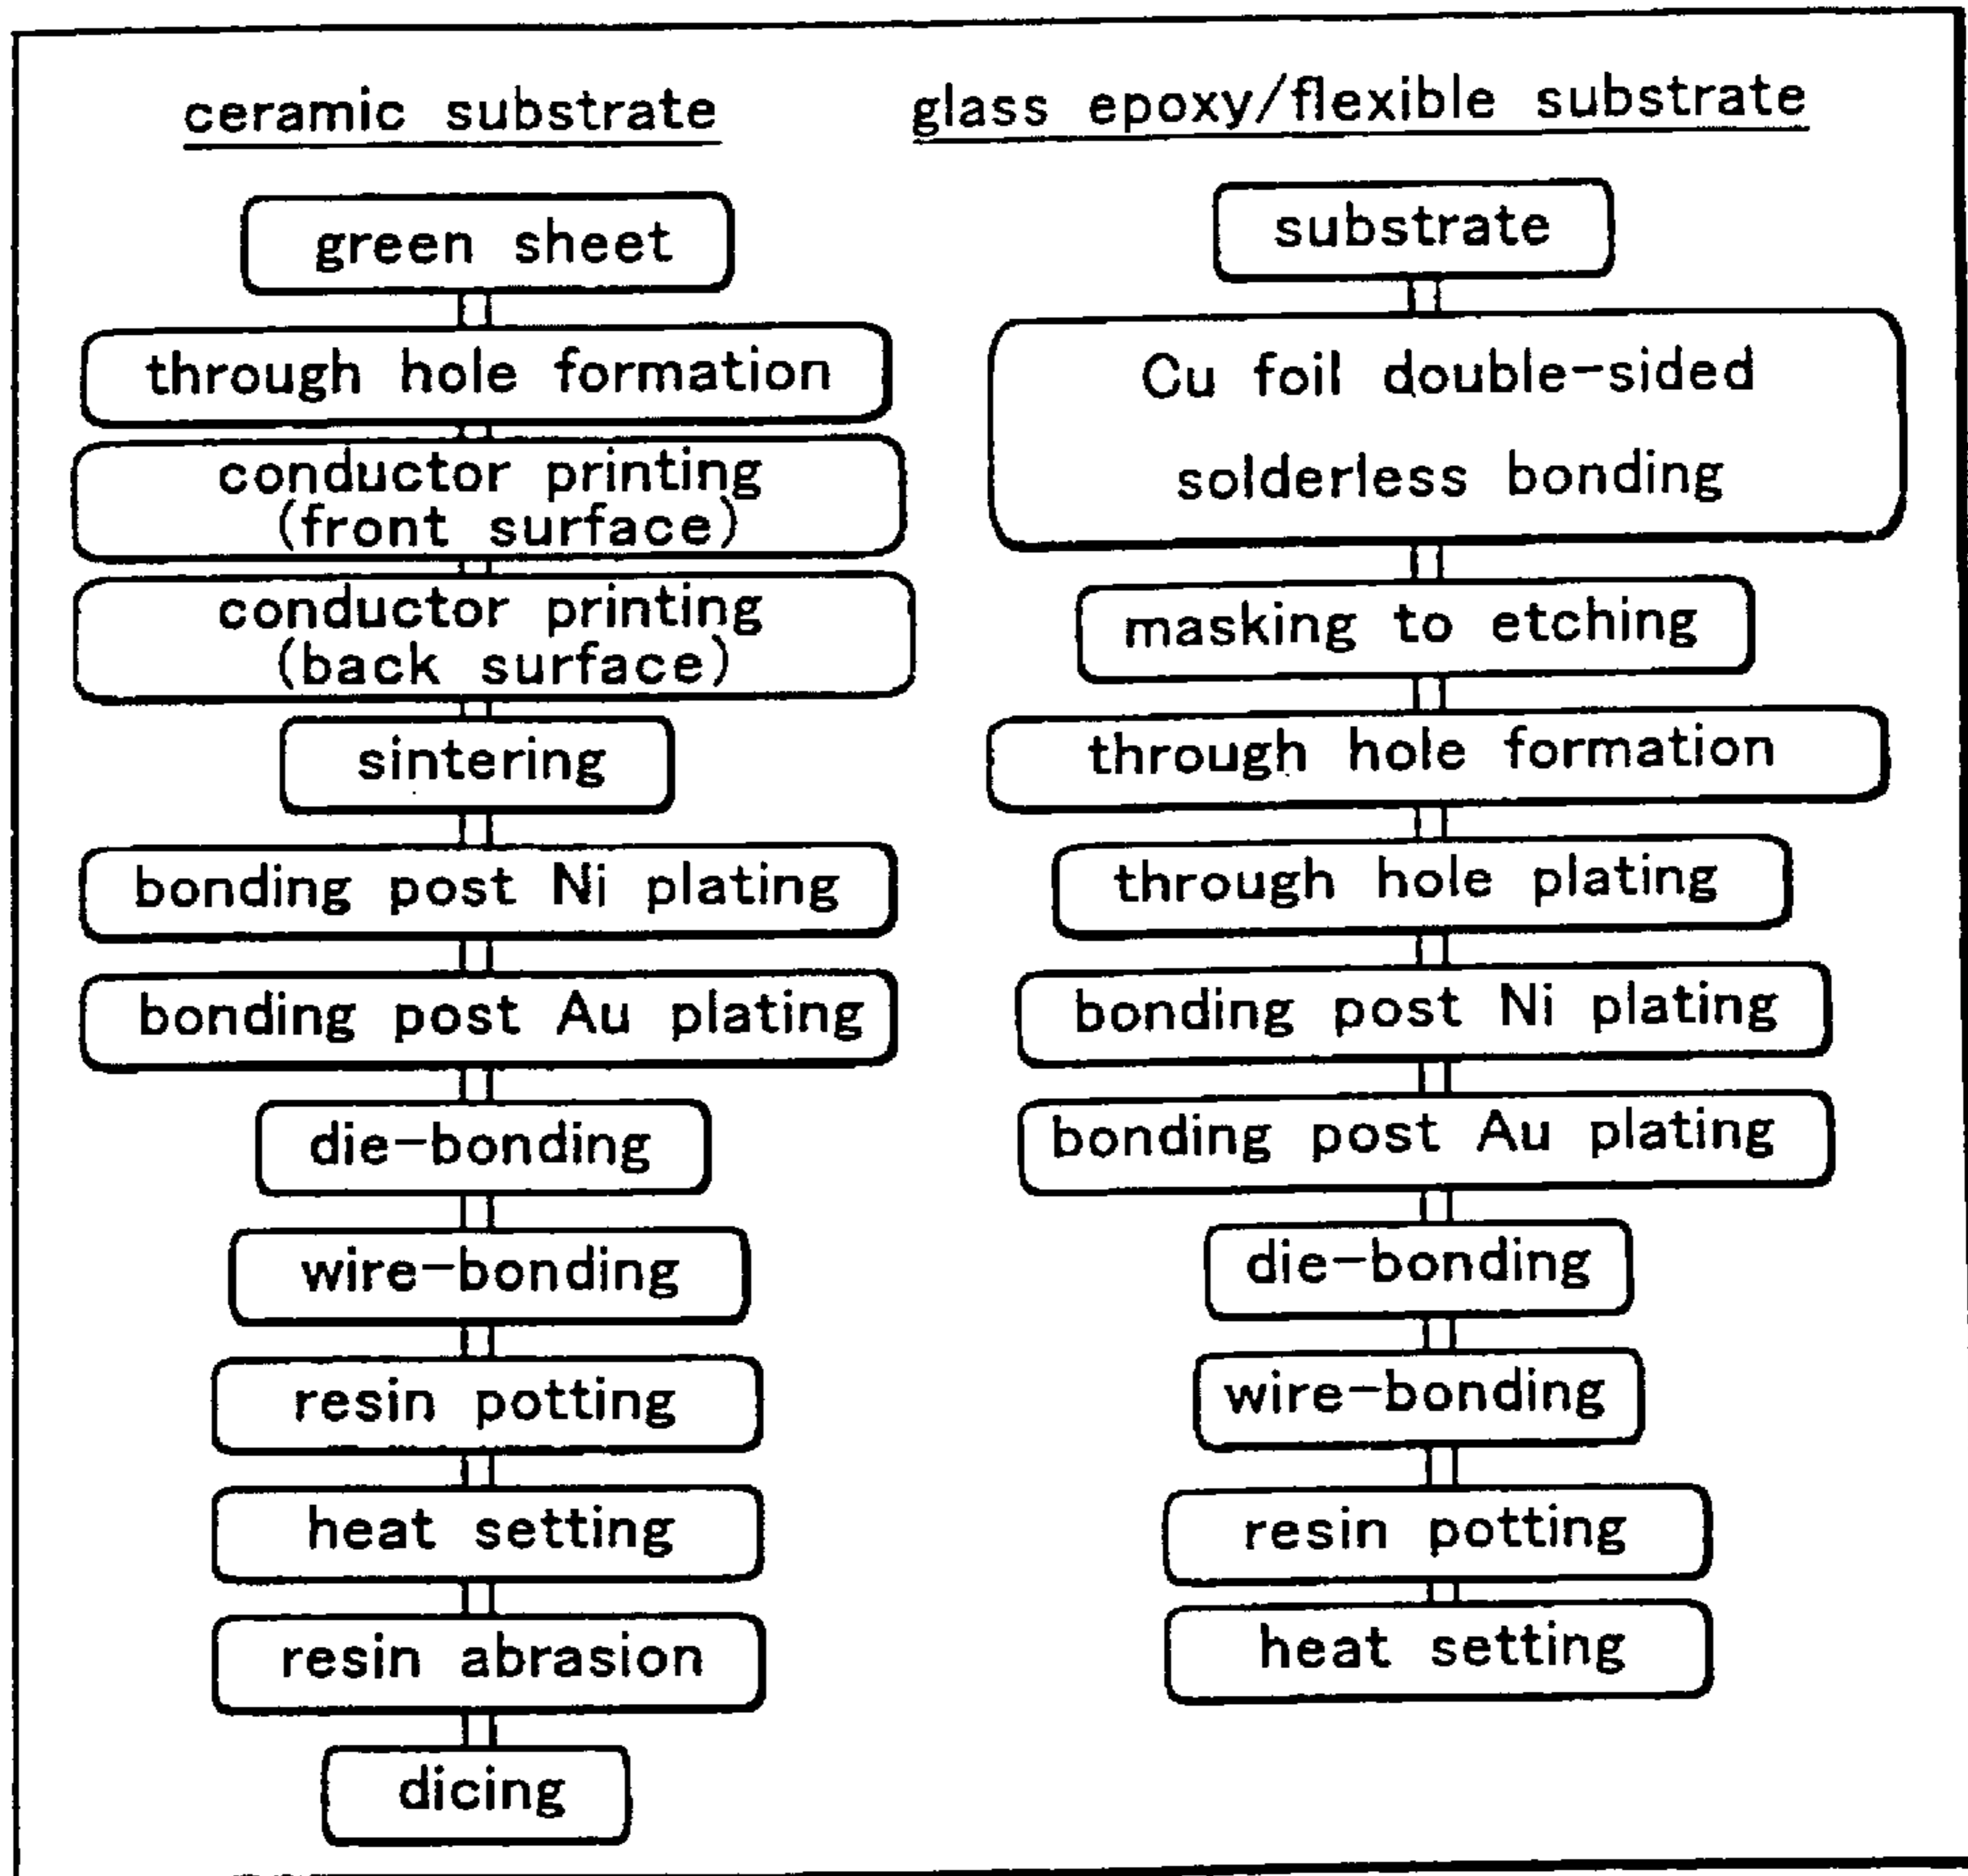 ceramic substrate
green sheet
through hole formation
conductor printing
(front surface)
conductor printing
(back surface)
sintering
bonding post Ni plating
bonding post Au plating
die-bonding
wire-bonding
resin potting
heat setting
resin abrasion
dicing
glass epoxy/flexible substrate
substrate
Cu foil double-sided
solderless bonding
masking to etching
through hole formation
through hole plating
bonding post Ni plating
bonding post Au plating
die-bonding
wire-bonding
resin potting
heat setting